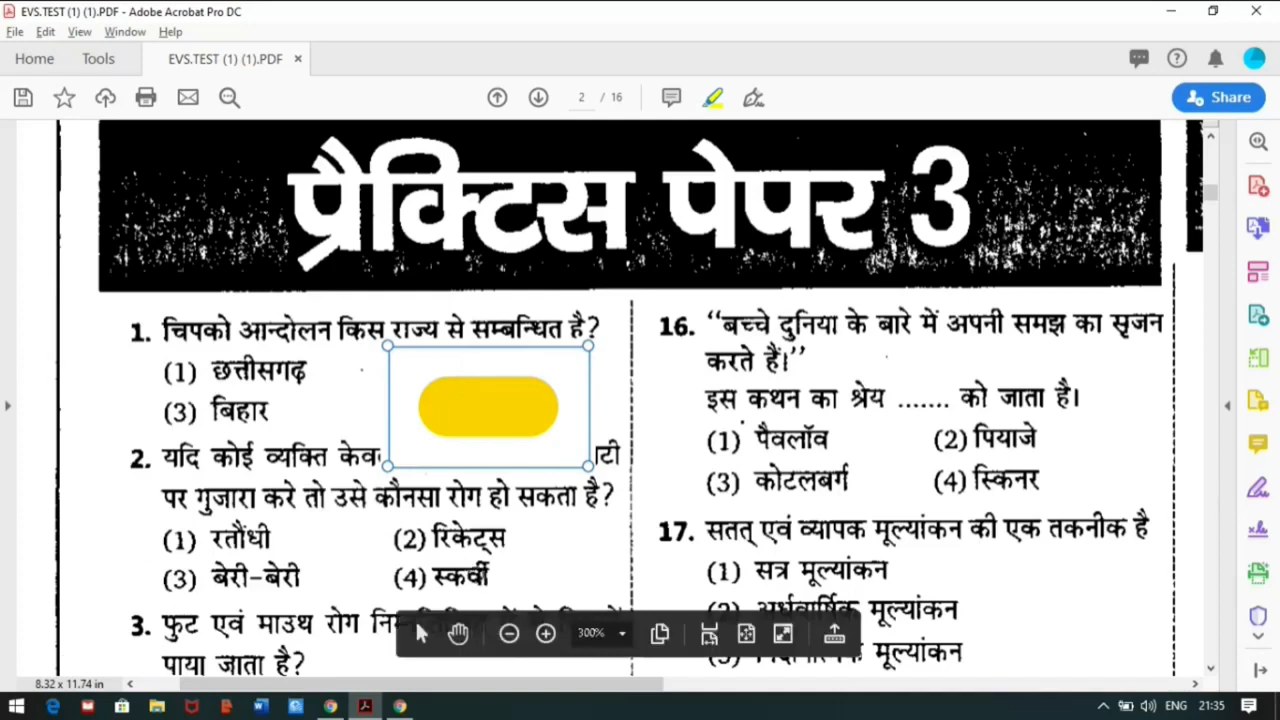 EVS.TEST (1) (1).PDF - Adobe Acrobat Pro DC
File Edit View Window Help
Home Tools EVS.TEST (1) (1).PDF ×
2 / 16
Share
प्रैक्टिस पेपर 3
1. चिपको आन्दोलन किस राज्य से सम्बन्धित है?
(1) छत्तीसगढ़
(3) बिहार
2. यदि कोई व्यक्ति
पर गुजारा करे तो उसे कौनसा रोग हो सकता है?
(1) रतौंधी (2) रिकेट्स
(3) बेरी-बेरी (4) स्कर्वी
3. फुट एवं माउथ रोग
पाया जाता है?
16. “बच्चे दुनिया के बारे में अपनी समझ का सृजन
करते हैं।”
इस कथन का श्रेय ....... को जाता है।
(1) पैवलॉव (2) पियाजे
(3) कोटलबर्ग (4) स्किनर
17. सतत् एवं व्यापक मूल्यांकन की एक तकनीक है
(1) सत्र मूल्यांकन
(2) अर्धवार्षिक मूल्यांकन
मूल्यांकन
300%
8.32 x 11.74 in
ENG 21:35